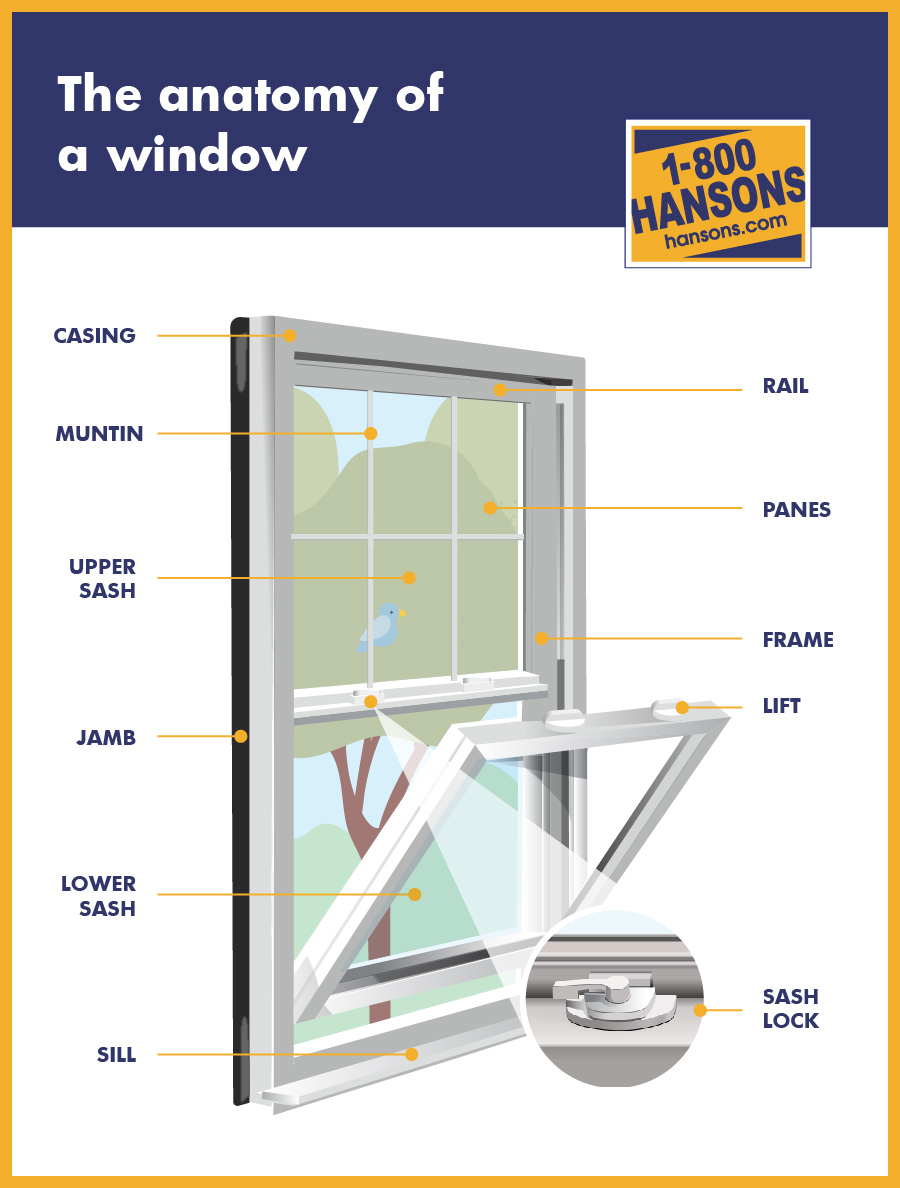 The anatomy of
a window
1-800
HANSONS
hansons.com
CASING
RAIL
MUNTIN
PANES
UPPER
SASH
FRAME
LIFT
JAMB
LOWER
SASH
SASH
LOCK
SILL